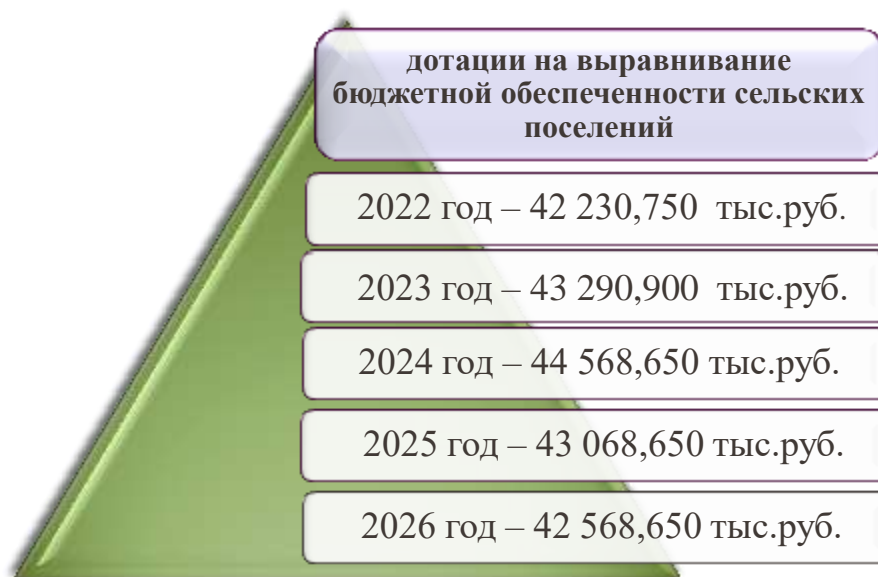 дотации на выравнивание
бюджетной обеспеченности сельских
поселений
2022 год – 42 230,750 тыс.руб.
2023 год – 43 290,900 тыс.руб.
2024 год – 44 568,650 тыс.руб.
2025 год – 43 068,650 тыс.руб.
2026 год – 42 568,650 тыс.руб.